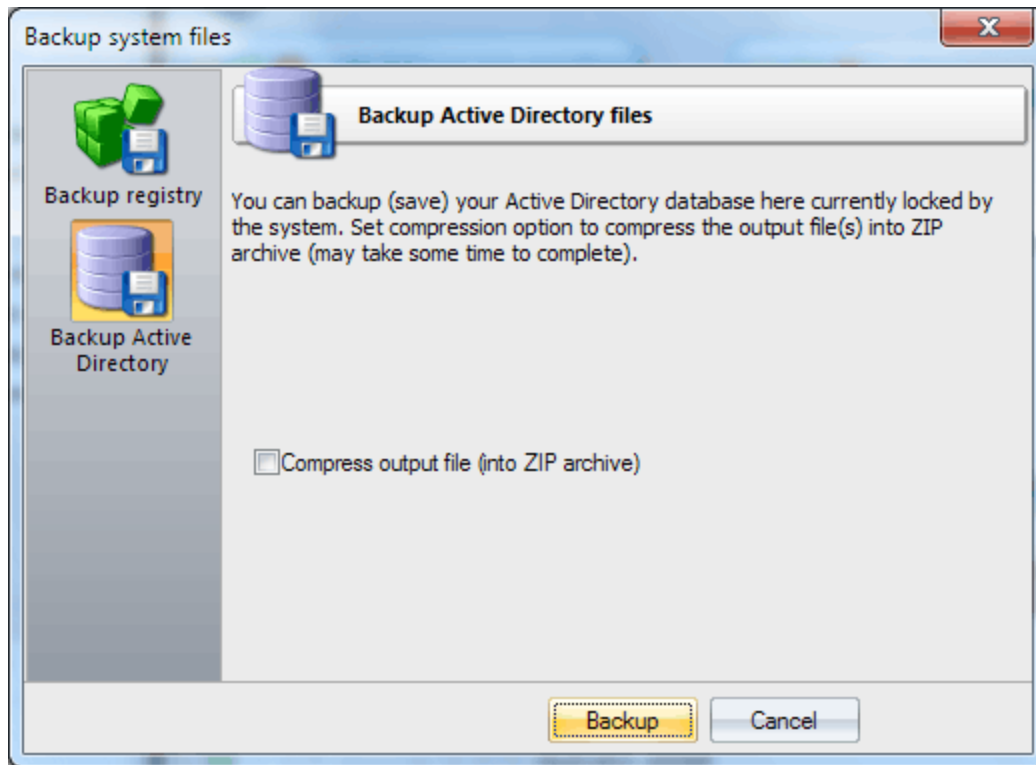 Backup system files
Backup registry
Backup Active
Directory
Backup Active Directory files
You can backup (save) your Active Directory database here currently locked by
the system. Set compression option to compress the output file(s) into ZIP
archive (may take some time to complete).
Compress output file (into ZIP archive)
Backup
Cancel